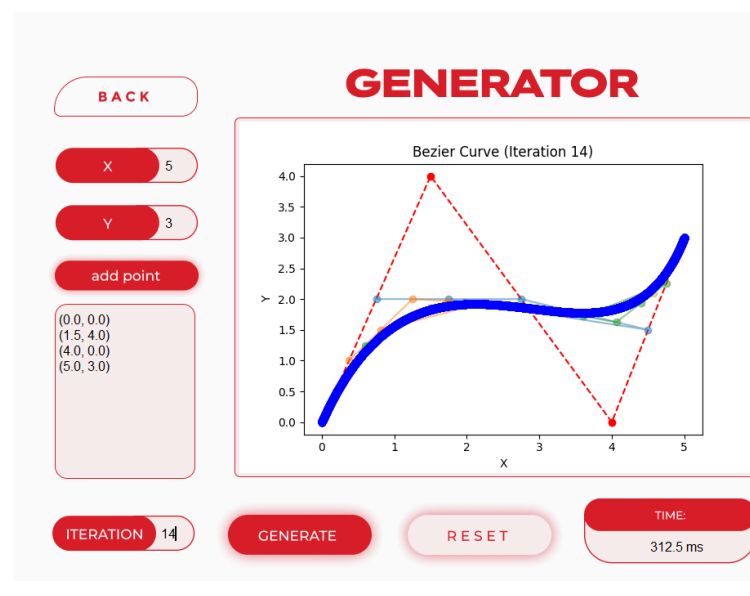 GENERATOR
BACK
X 5
Y 3
add point
(0.0, 0.0)
(1.5, 4.0)
(4.0, 0.0)
(5.0, 3.0)
ITERATION 14
Bezier Curve (Iteration 14)
4.0
3.5
3.0
2.5
2.0
1.5
1.0
0.5
0.0
Y
0 1 2 3 4 5
X
GENERATE
RESET
TIME:
312.5 ms